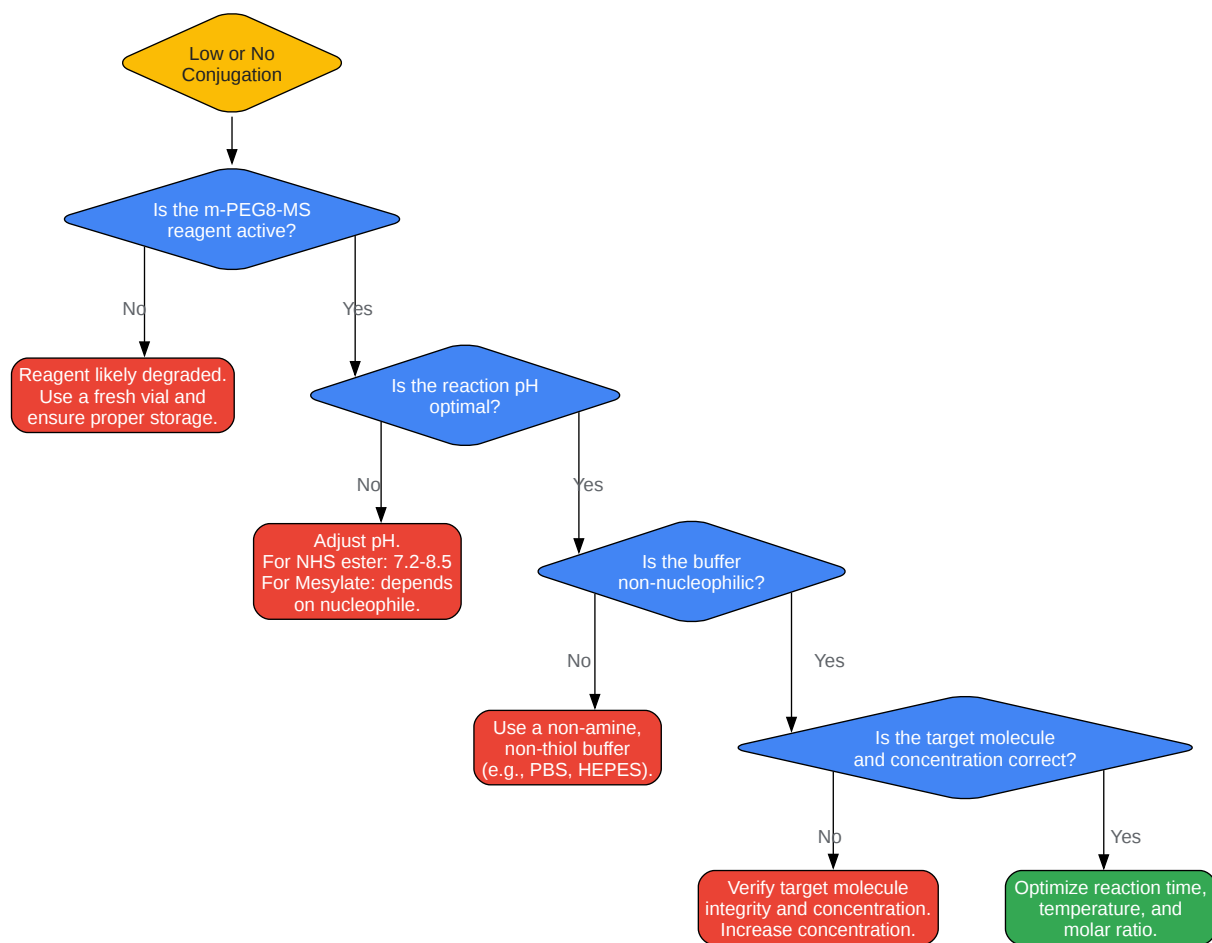 Low or No
Conjugation
Is the m-PEG8-MS
reagent active?
No
Yes
Reagent likely degraded.
Use a fresh vial and
ensure proper storage.
Is the reaction pH
optimal?
No
Yes
Adjust pH.
For NHS ester: 7.2-8.5
For Mesylate: depends
on nucleophile.
Is the buffer
non-nucleophilic?
No
Yes
Use a non-amine,
non-thiol buffer
(e.g., PBS, HEPES).
Is the target molecule
and concentration correct?
No
Yes
Verify target molecule
integrity and concentration.
Increase concentration.
Optimize reaction time,
temperature, and
molar ratio.